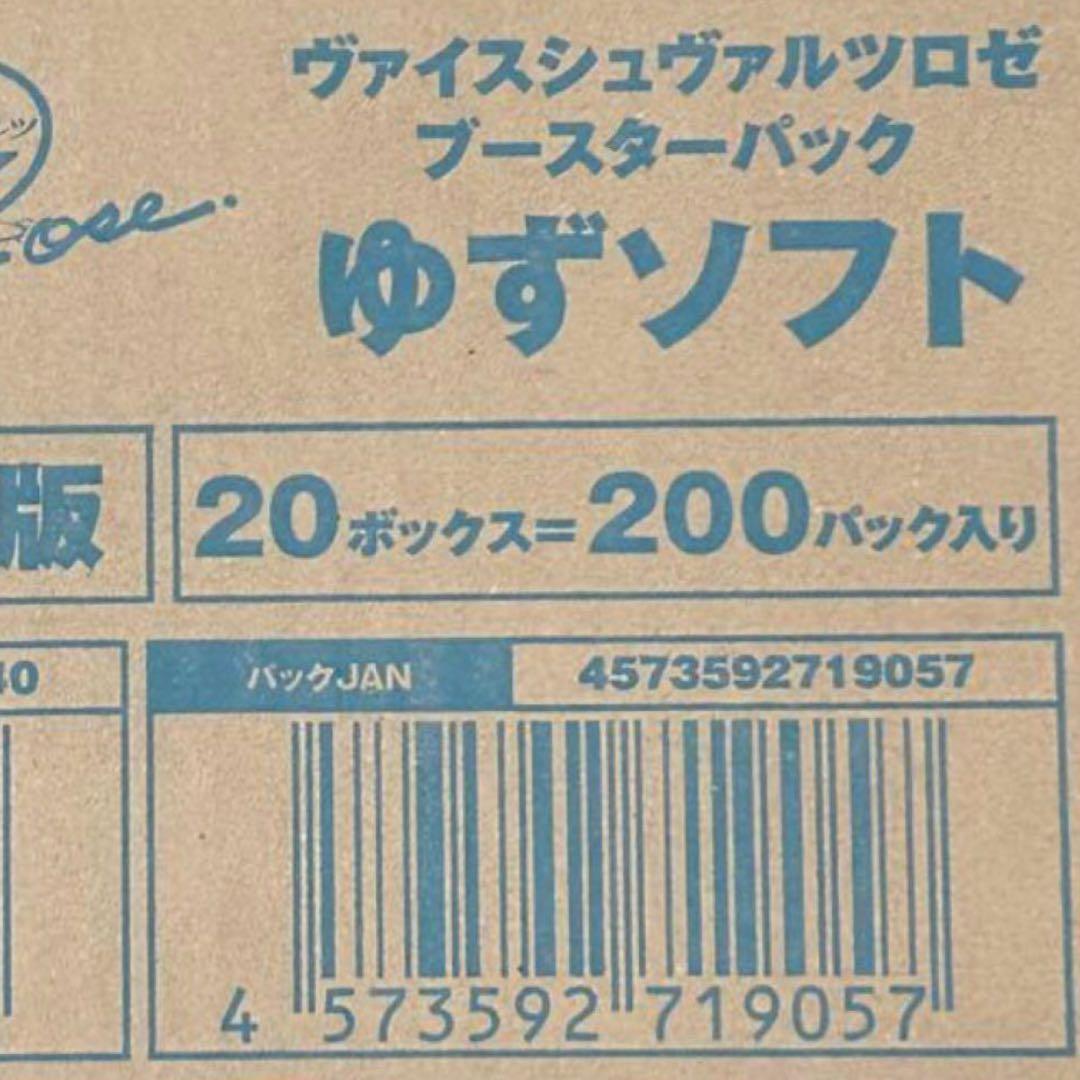 ヴァイスシュヴァルツロゼ
ブースターパック
ゆずソフト
ose.
版
20ボックス=200パック入り
40
パックJAN
4573592719057
4 573592 719057